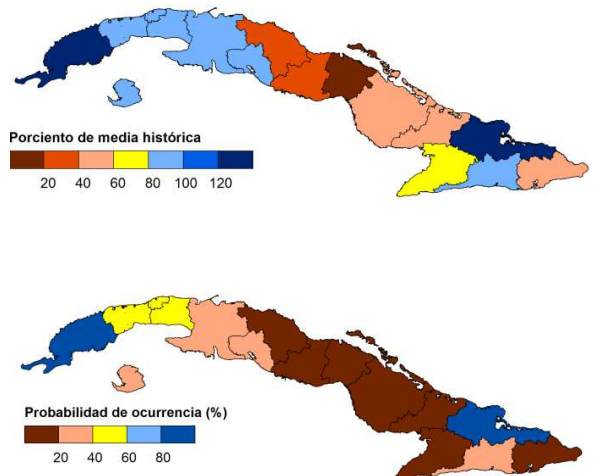 Porciento de media histórica
20 40 60 80 100 120
Probabilidad de ocurrencia (%)
20 40 60 80